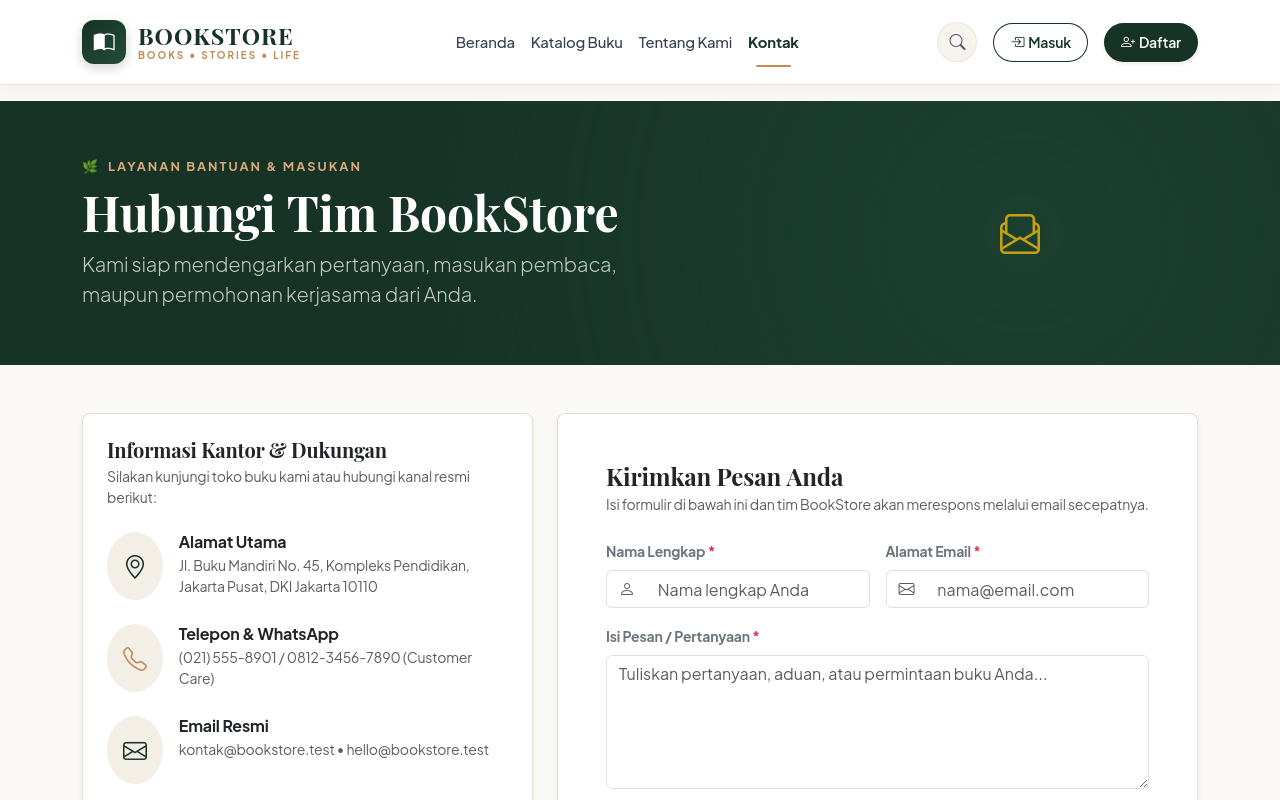 BOOKSTORE
BOOKS • STORIES • LIFE
Beranda
Katalog Buku
Tentang Kami
Kontak
Masuk
Daftar
LAYANAN BANTUAN & MASUKAN
Hubungi Tim BookStore
Kami siap mendengarkan pertanyaan, masukan pembaca,
maupun permohonan kerjasama dari Anda.
Informasi Kantor & Dukungan
Silakan kunjungi toko buku kami atau hubungi kanal resmi
berikut:
Alamat Utama
Jl. Buku Mandiri No. 45, Kompleks Pendidikan,
Jakarta Pusat, DKI Jakarta 10110
Telepon & WhatsApp
(021) 555-8901 / 0812-3456-7890 (Customer
Care)
Email Resmi
kontak@bookstore.test • hello@bookstore.test
Kirimkan Pesan Anda
Isi formulir di bawah ini dan tim BookStore akan merespons melalui email secepatnya.
Nama Lengkap *
Nama lengkap Anda
Alamat Email *
nama@email.com
Isi Pesan / Pertanyaan *
Tuliskan pertanyaan, aduan, atau permintaan buku Anda...